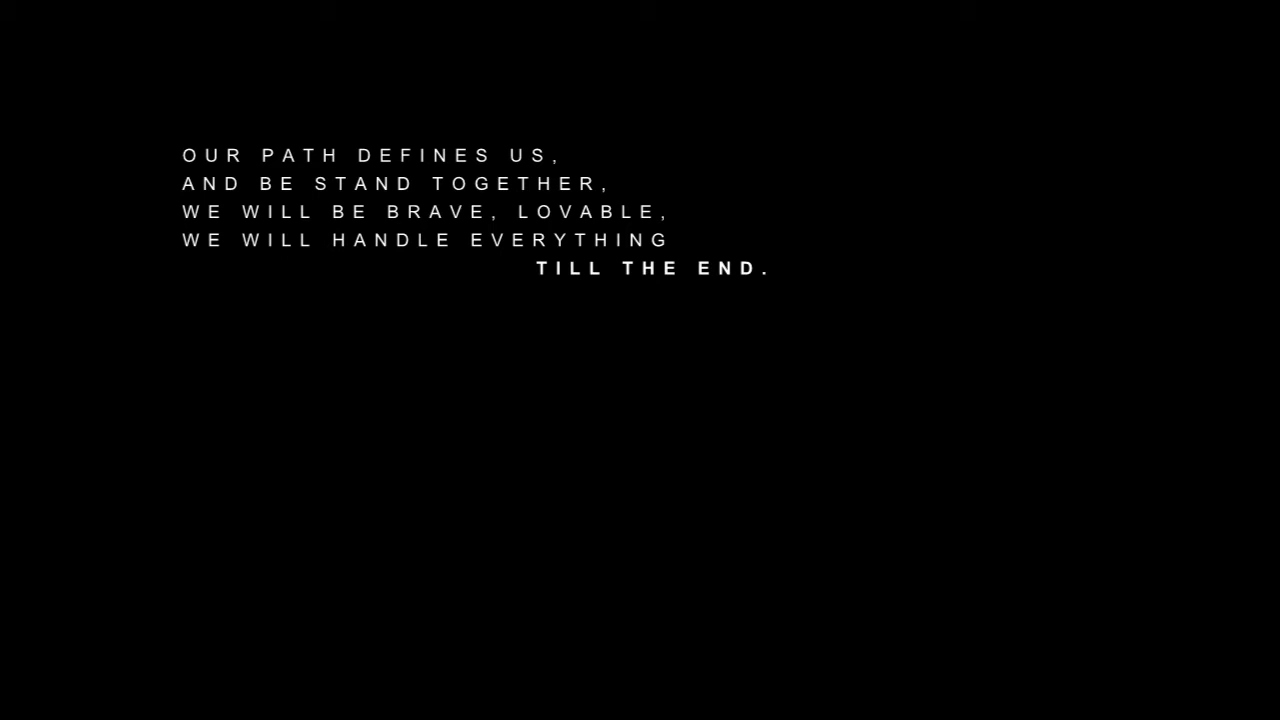 OUR PATH DEFINES US,
AND BE STAND TOGETHER,
WE WILL BE BRAVE, LOVABLE,
WE WILL HANDLE EVERYTHING
TILL THE END.